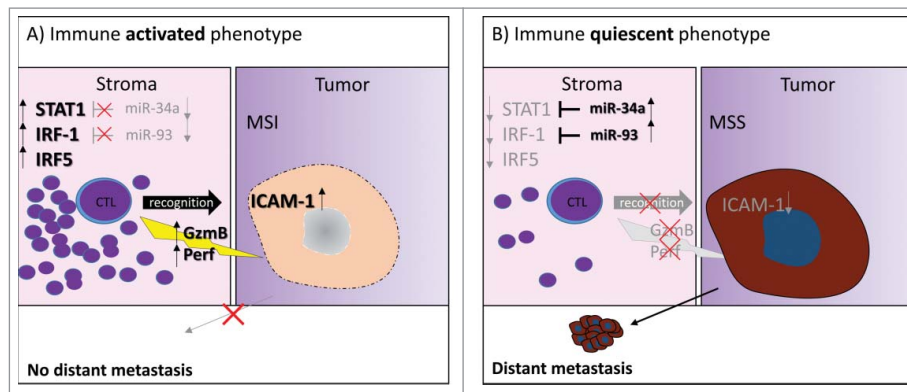 A) Immune activated phenotype
Stroma
Tumor
STAT1 miR-34a
IRF-1 miR-93
IRF5
MSI
CTL
recognition
ICAM-1
GzmB
Perf
No distant metastasis
B) Immune quiescent phenotype
Stroma
Tumor
STAT1 miR-34a
IRF-1 miR-93
IRF5
MSS
CTL
recognition
ICAM-1
GzmB
Perf
Distant metastasis